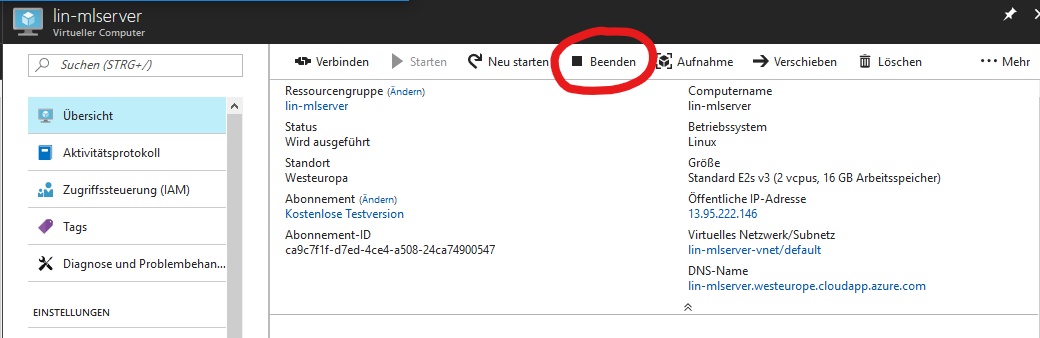 lin-mlserver
Virtueller Computer
Suchen (STRG+/)
Übersicht
Aktivitätsprotokoll
Zugriffssteuerung (IAM)
Tags
Diagnose und Problembehan...
EINSTELLUNGEN
Verbinden Starten Neu starten Beenden Aufnahme Verschieben Löschen ••• Mehr
Ressourcengruppe (Ändern)
lin-mlserver
Status
Wird ausgeführt
Standort
Westeuropa
Abonnement (Ändern)
Kostenlose Testversion
Abonnement-ID
ca9c7f1f-d7ed-4ce4-a508-24ca74900547
Computername
lin-mlserver
Betriebssystem
Linux
Größe
Standard E2s v3 (2 vcpus, 16 GB Arbeitsspeicher)
Öffentliche IP-Adresse
13.95.222.146
Virtuelles Netzwerk/Subnetz
lin-mlserver-vnet/default
DNS-Name
lin-mlserver.westeurope.cloudapp.azure.com